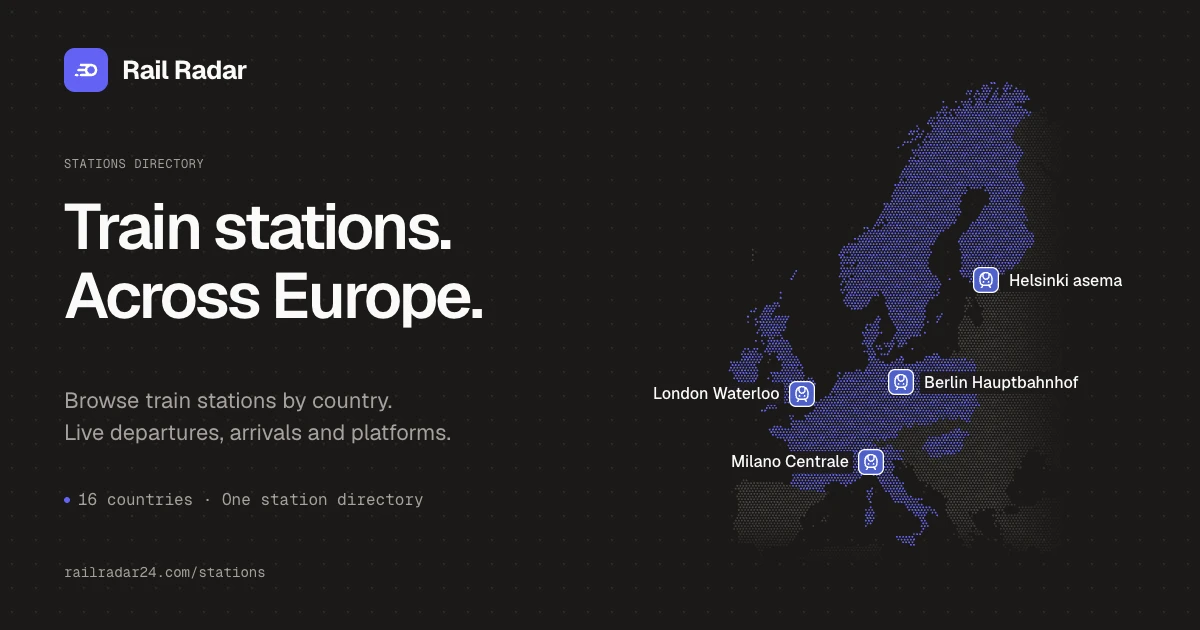 Rail Radar
STATIONS DIRECTORY
Train stations.
Across Europe.
Browse train stations by country.
Live departures, arrivals and platforms.
16 countries · One station directory
railradar24.com/stations
Helsinki asema
Berlin Hauptbahnhof
London Waterloo
Milano Centrale